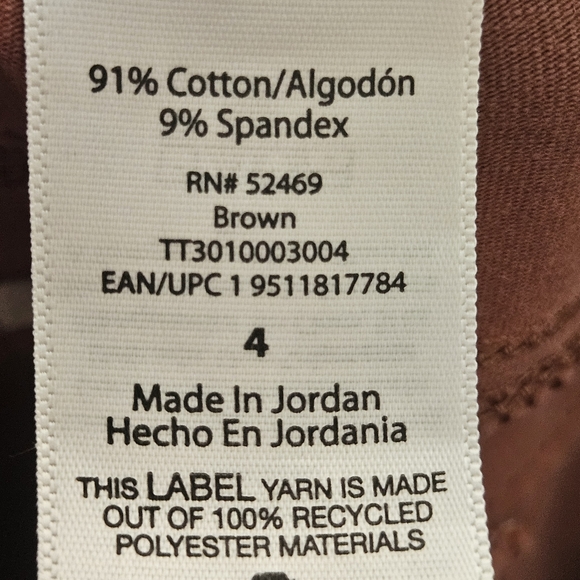 91% Cotton/Algodón
9% Spandex
RN# 52469
Brown
TT3010003004
EAN/UPC 1 9511817784
4
Made In Jordan
Hecho En Jordania
THIS LABEL YARN IS MADE
OUT OF 100% RECYCLED
POLYESTER MATERIALS